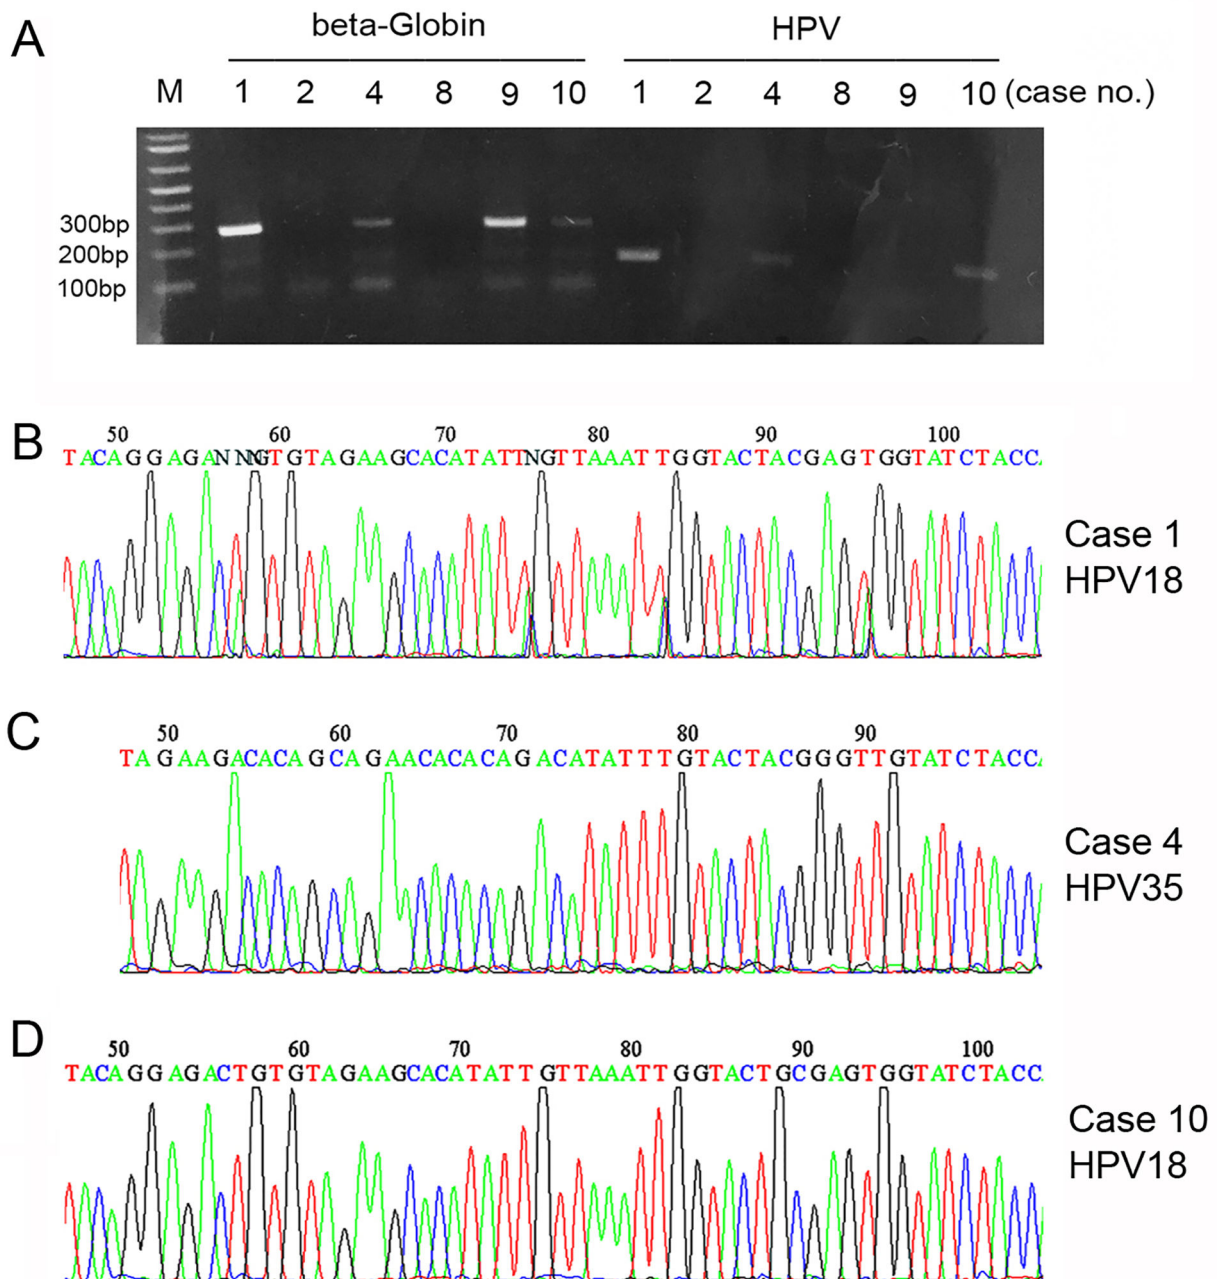 A
beta-Globin HPV
M 1 2 4 8 9 10 1 2 4 8 9 10 (case no.)
300bp
200bp
100bp
B
50 60 70 80 90 100
TACAGGAGANNNGTGTAGAAGCACATATTNGTTAAATTGGTACTACGAGTGGTATCTACC
Case 1
HPV18
C
50 60 70 80 90
TAGAAGACACAGCAGAACACACAGACATATTTGTACTACGGGTTGTATCTACC
Case 4
HPV35
D
50 60 70 80 90 100
TACAGGAGACTGTGTAGAAGCACATATTGTTAAATTGGTACTGCGAGTGGTATCTACC
Case 10
HPV18